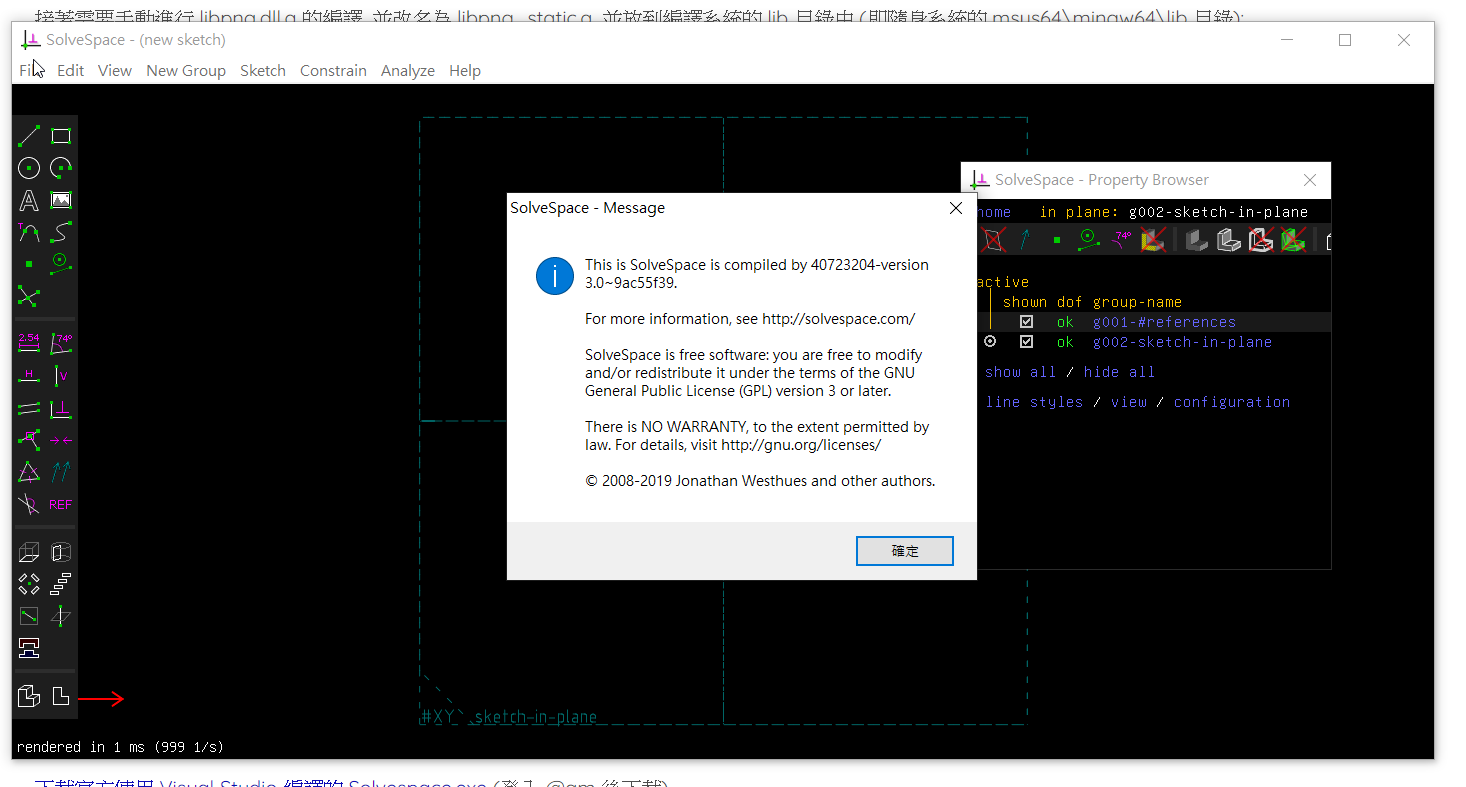 接著需要手動進行 libpng.dll.a 的編譯, 並改名為 libpng_static.a, 並放到編譯系統的 lib 目錄中 (即隨身系統的 msys64\mingw64\lib 目錄):
SolveSpace - (new sketch)
File Edit View New Group Sketch Constrain Analyze Help
SolveSpace - Property Browser
home in plane: g002-sketch-in-plane
active
shown dof group-name
ok g001-#references
ok g002-sketch-in-plane
show all / hide all
line styles / view / configuration
SolveSpace - Message
This is SolveSpace is compiled by 40723204-version
3.0~9ac55f39.
For more information, see http://solvespace.com/
SolveSpace is free software: you are free to modify
and/or redistribute it under the terms of the GNU
General Public License (GPL) version 3 or later.
There is NO WARRANTY, to the extent permitted by
law. For details, visit http://gnu.org/licenses/
© 2008-2019 Jonathan Westhues and other authors.
確定
A
T
2.54 74°
H V
REF
74°
#XY
sketch-in-plane
rendered in 1 ms (999 1/s)
下載官方使用 Visual Studio 編譯的 Solvespace.exe (登入 @gm 後下載)